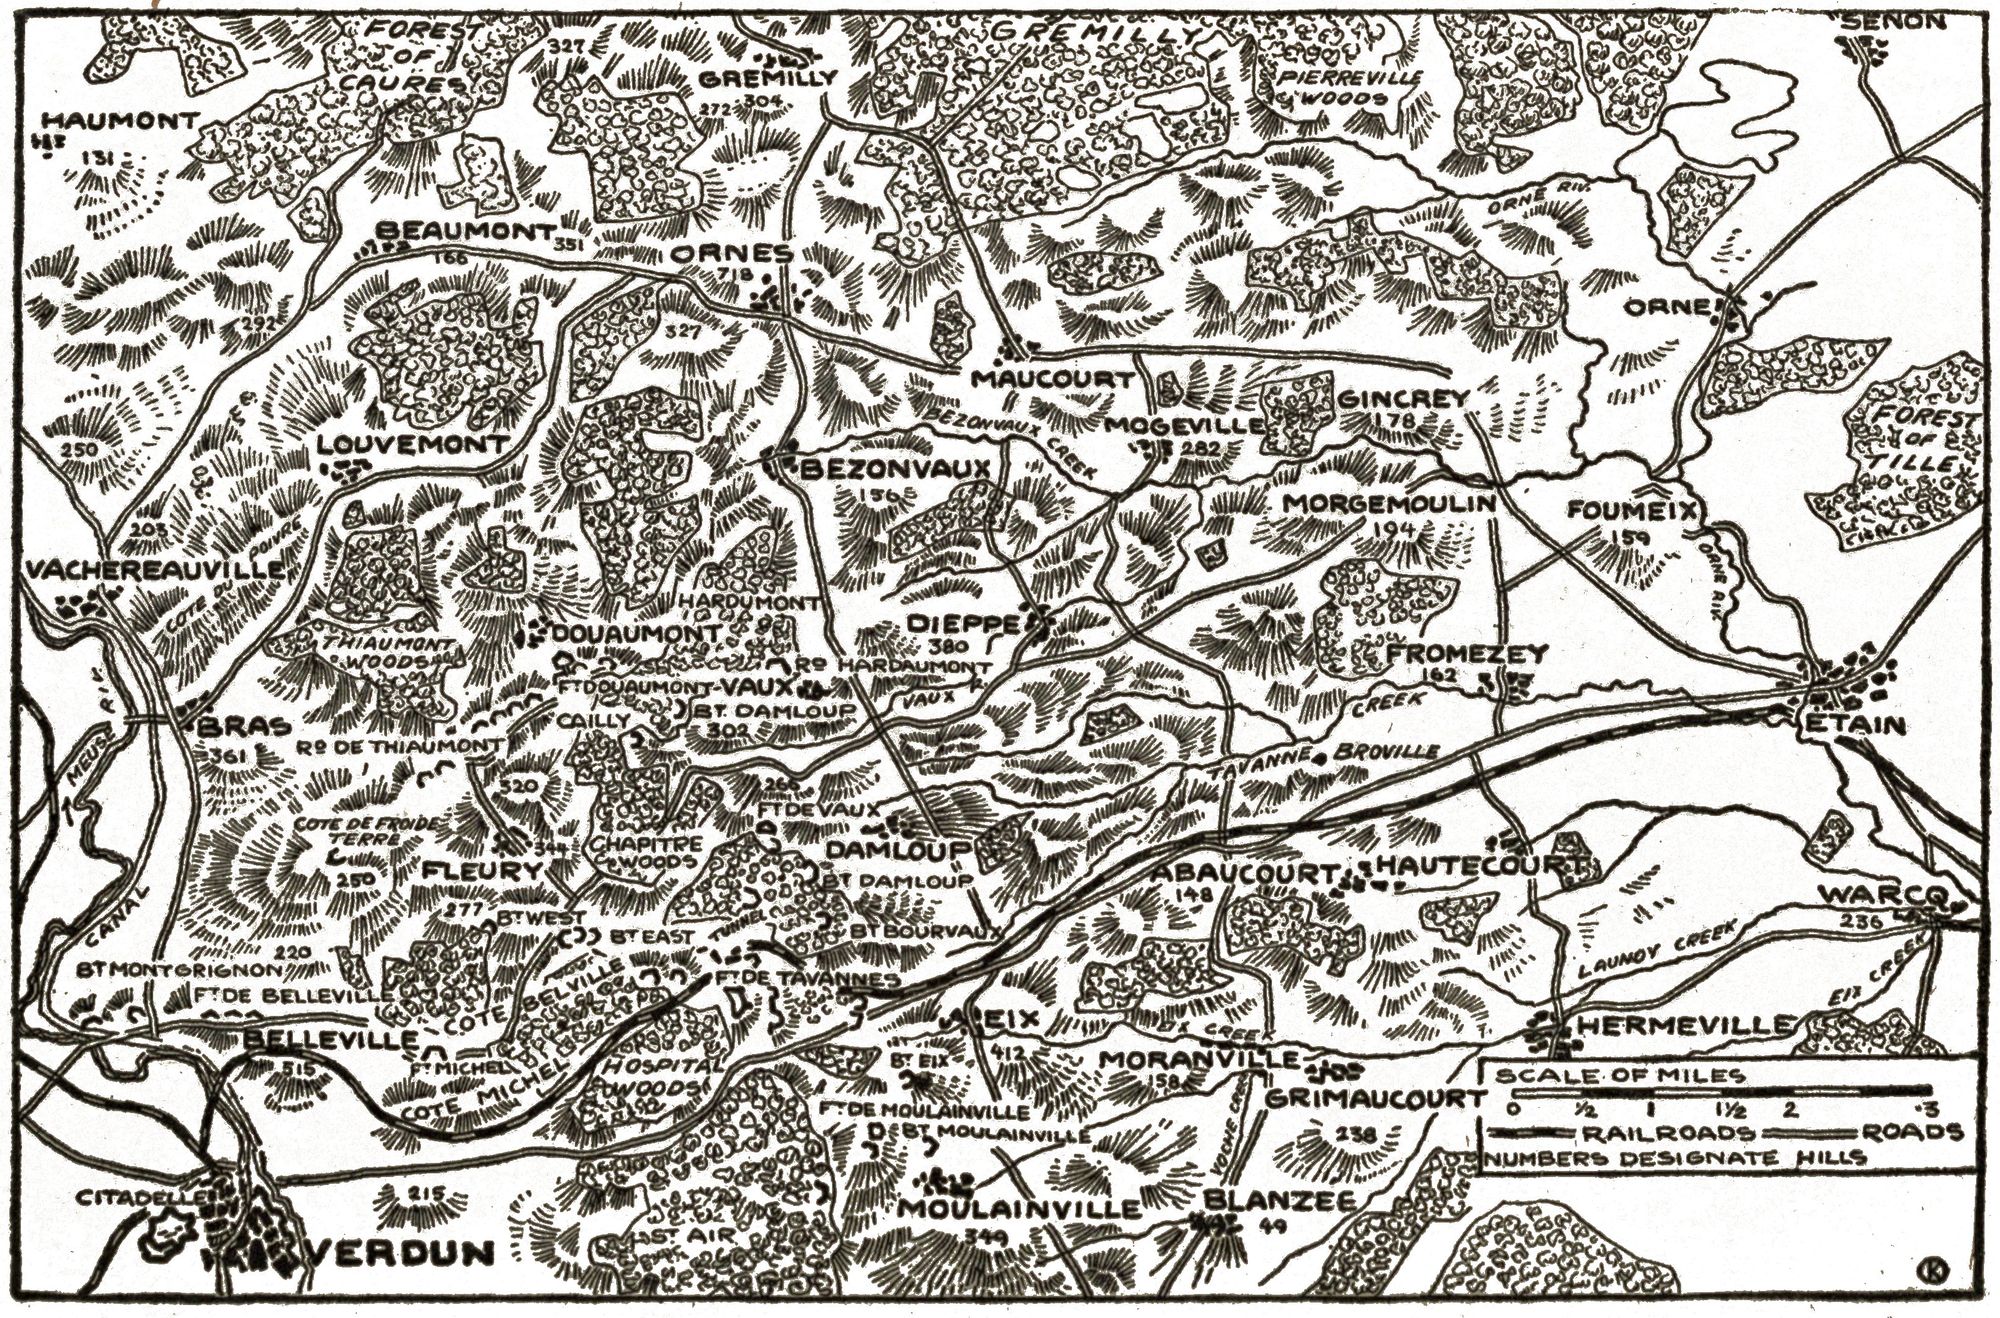 SENON
FOREST
OF
CAURES
327
GREMILLY
GREMILLY
272
304
PIERREVILLE
WOODS
HAUMONT
131
ORNE RIV.
BEAUMONT
166
351
ORNES
718
292
327
ORNE
MAUCOURT
GINCREY
178
FOREST
OF
TILLE
BEZONVAUX CREEK
MOGEVILLE
282
250
LOUVEMONT
BEZONVAUX
156
MORGEMOULIN
194
FOUMEIX
159
203
COTE DU POIVRE
VACHEREAUVILLE
ORNE RIV.
HARDUMONT
THIAUMONT
WOODS
DOUAUMONT
DIEPPE
380
FROMEZEY
162
RO HARDAUMONT
FT DOUAUMONT
VAUX
BT. DAMLOUP
302
CAILLY
VAUX
CREEK
ETAIN
MEUSE RIV.
BRAS
361
RO DE THIAUMONT
320
TAVANNE
BROVILLE
266
FT DE VAUX
COTE DE FROIDE
TERRE
250
FLEURY
344
CHAPITRE
WOODS
DAMLOUP
BT DAMLOUP
ABAUCOURT
148
HAUTECOURT
WARCQ
236
CANAL
277
BT WEST
BT EAST
TUNNEL
BT BOURVAUX
220
BT MONTGRIGNON
FT DE BELLEVILLE
COTE BELVILLE
FT DE TAVANNES
LAUNOY CREEK
EIX CREEK
BELLEVILLE
515
FT MICHEL
COTE MICHEL
HOSPITAL
WOODS
EIX
412
BT EIX
EIX CREEK
MORANVILLE
158
HERMEVILLE
GRIMAUCOURT
238
FT DE MOULAINVILLE
BT MOULAINVILLE
MOULAINVILLE
349
BLANZEE
49
CITADELLE
VERDUN
215
ST AIR
SCALE OF MILES
0 ½ 1 1½ 2 3
RAILROADS ROADS
NUMBERS DESIGNATE HILLS
K